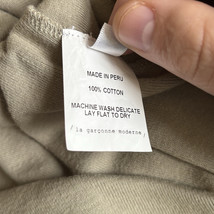 MADE IN PERU
100% COTTON
MACHINE WASH DELICATE
LAY FLAT TO DRY
la garçonne moderne,